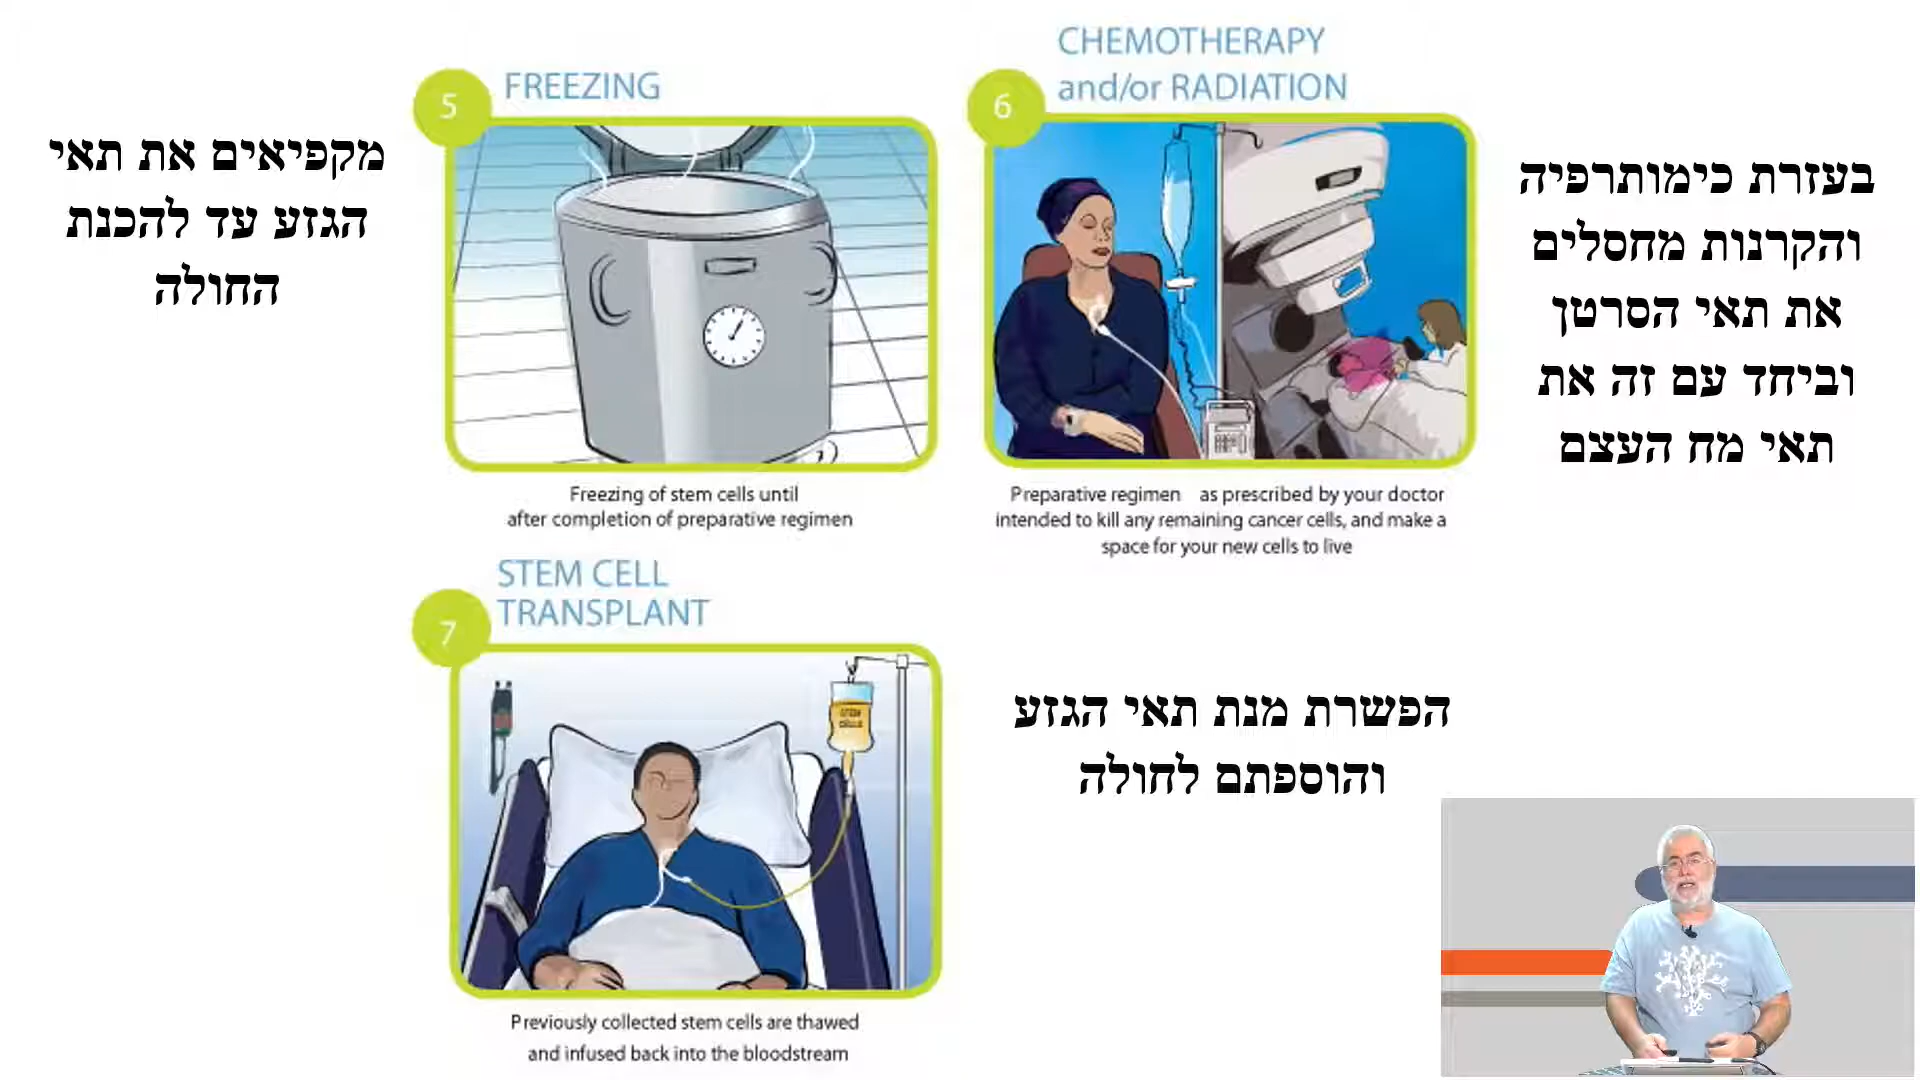 5
FREEZING
מקפיאים את תאי
הגזע עד להכנת
החולה
Freezing of stem cells until
after completion of preparative regimen
6
CHEMOTHERAPY
and/or RADIATION
בעזרת כימותרפיה
והקרנות מחסלים
את תאי הסרטן
וביחד עם זה את
תאי מח העצם
Preparative regimen as prescribed by your doctor
intended to kill any remaining cancer cells, and make a
space for your new cells to live
7
STEM CELL
TRANSPLANT
STEM
CELLS
הפשרת מנת תאי הגזע
והוספתם לחולה
Previously collected stem cells are thawed
and infused back into the bloodstream